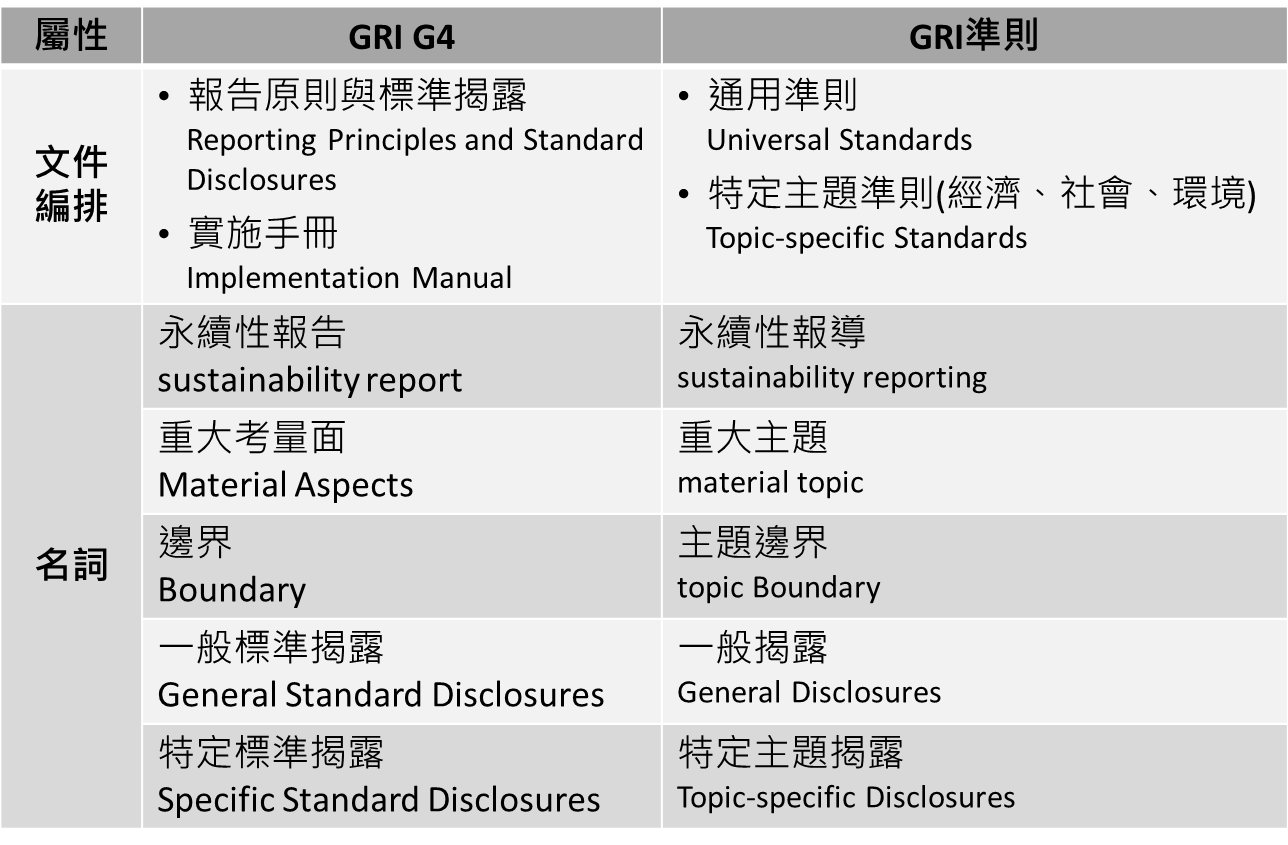 屬性
GRI G4
GRI準則
文件
編排
• 報告原則與標準揭露
Reporting Principles and Standard
Disclosures
• 實施手冊
Implementation Manual
• 通用準則
Universal Standards
• 特定主題準則(經濟、社會、環境)
Topic-specific Standards
名詞
永續性報告
sustainability report
永續性報導
sustainability reporting
重大考量面
Material Aspects
重大主題
material topic
邊界
Boundary
主題邊界
topic Boundary
一般標準揭露
General Standard Disclosures
一般揭露
General Disclosures
特定標準揭露
Specific Standard Disclosures
特定主題揭露
Topic-specific Disclosures